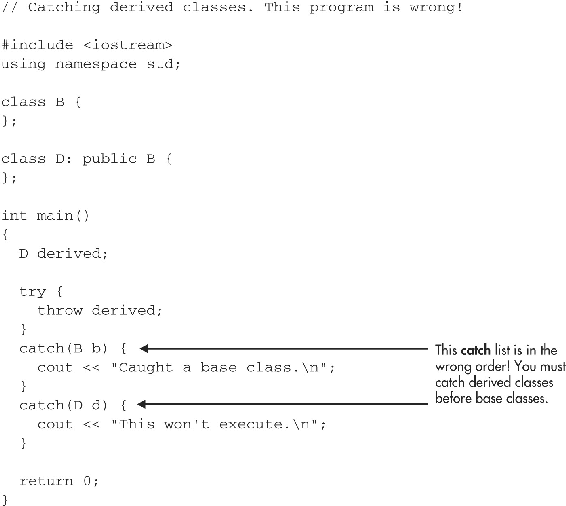 // Catching derived classes. This program is wrong!
#include <iostream>
using namespace std;
class B {
};
class D: public B {
};
int main()
{
D derived;
try {
throw derived;
}
catch(B b) {
cout << "Caught a base class.\n";
}
catch(D d) {
cout << "This won't execute.\n";
}
return 0;
}
This catch list is in the
wrong order! You must
catch derived classes
before base classes.